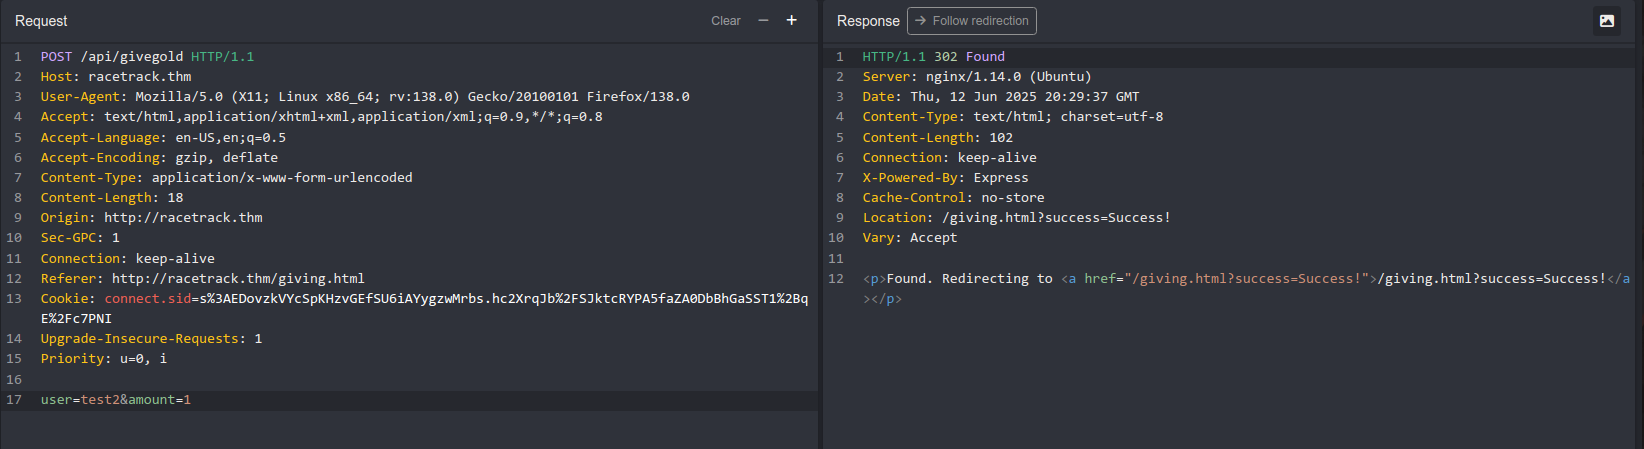 Request
Clear
1 POST /api/givegold HTTP/1.1
2 Host: racetrack.thm
3 User-Agent: Mozilla/5.0 (X11; Linux x86_64; rv:138.0) Gecko/20100101 Firefox/138.0
4 Accept: text/html,application/xhtml+xml,application/xml;q=0.9,*/*;q=0.8
5 Accept-Language: en-US,en;q=0.5
6 Accept-Encoding: gzip, deflate
7 Content-Type: application/x-www-form-urlencoded
8 Content-Length: 18
9 Origin: http://racetrack.thm
10 Sec-GPC: 1
11 Connection: keep-alive
12 Referer: http://racetrack.thm/giving.html
13 Cookie: connect.sid=s%3AEDovzkVYcSpKHzvGEfSU6iAYygzwMrbs.hc2XrqJb%2FSJktcRYPA5faZA0DbBhGaSST1%2Bq
E%2Fc7PNI
14 Upgrade-Insecure-Requests: 1
15 Priority: u=0, i
16
17 user=test2&amount=1
Response
Follow redirection
1 HTTP/1.1 302 Found
2 Server: nginx/1.14.0 (Ubuntu)
3 Date: Thu, 12 Jun 2025 20:29:37 GMT
4 Content-Type: text/html; charset=utf-8
5 Content-Length: 102
6 Connection: keep-alive
7 X-Powered-By: Express
8 Cache-Control: no-store
9 Location: /giving.html?success=Success!
10 Vary: Accept
11
12 <p>Found. Redirecting to <a href="/giving.html?success=Success!">/giving.html?success=Success!</a
></p>